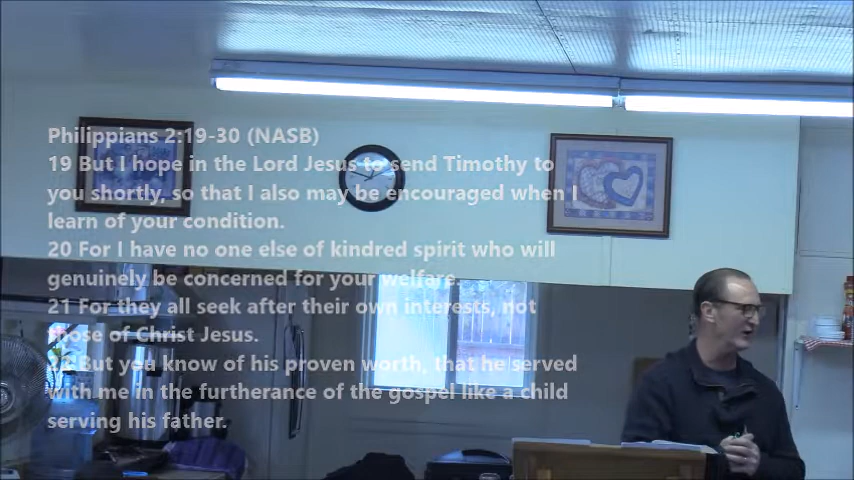 Philippians 2:19-30 (NASB)
19 But I hope in the Lord Jesus to send Timothy to
you shortly, so that I also may be encouraged when I
learn of your condition.
20 For I have no one else of kindred spirit who will
genuinely be concerned for your welfare.
21 For they all seek after their own interests, not
those of Christ Jesus.
But you know of his proven worth, that he served
with me in the furtherance of the gospel like a child
serving his father.